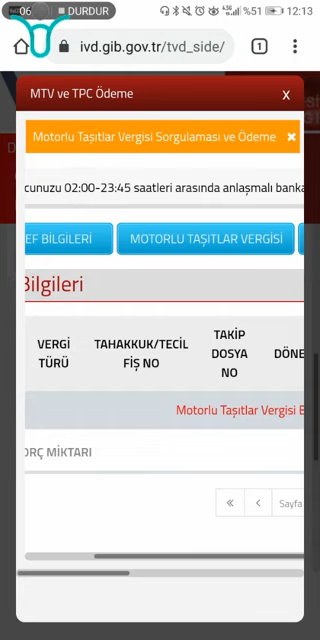 06 DURDUR %51 12:13
ivd.gib.gov.tr/tvd_side/ 1
MTV ve TPC Ödeme x
Motorlu Taşıtlar Vergisi Sorgulaması ve Ödeme ×
cunuzu 02:00-23:45 saatleri arasında anlaşmalı banka
EF BİLGİLERİ MOTORLU TAŞITLAR VERGİSİ
Bilgileri
VERGİ TÜRÜ TAHAKKUK/TECİL FİŞ NO TAKİP DOSYA NO DÖNE
Motorlu Taşıtlar Vergisi B
ORÇ MİKTARI
« ‹ Sayfa